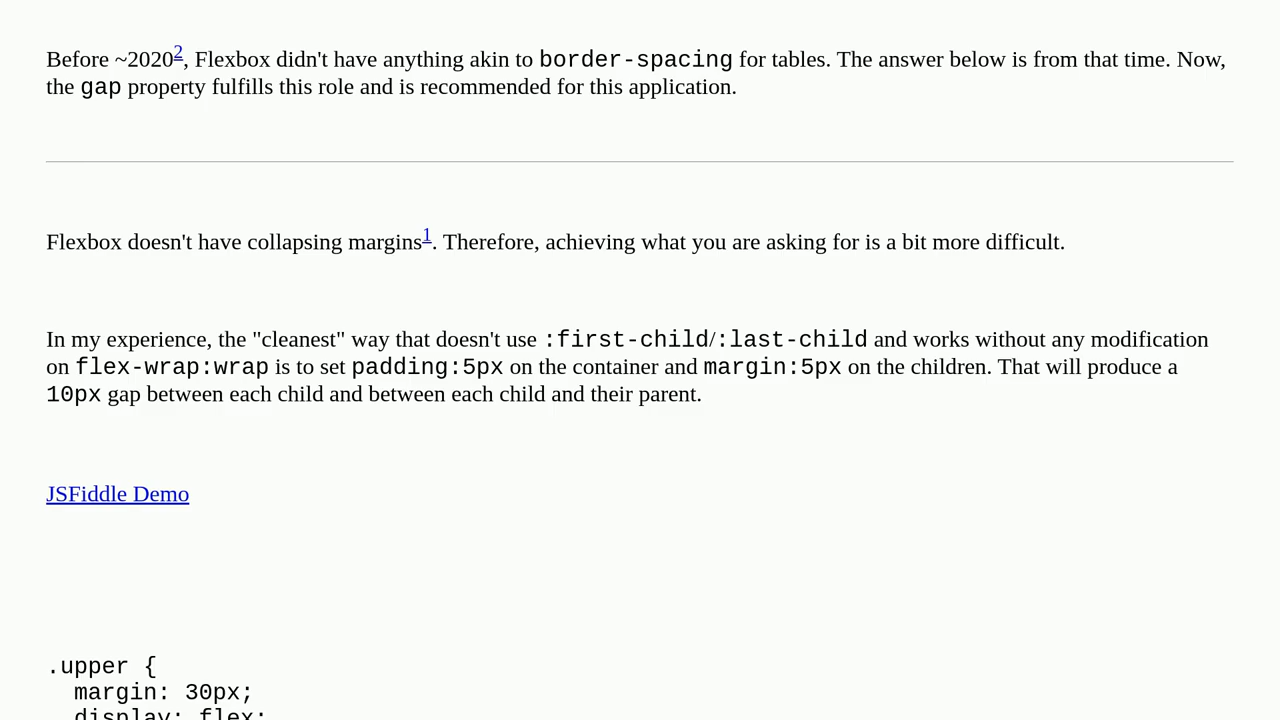 Before ~20202, Flexbox didn't have anything akin to border-spacing for tables. The answer below is from that time. Now,
the gap property fulfills this role and is recommended for this application.
Flexbox doesn't have collapsing margins1. Therefore, achieving what you are asking for is a bit more difficult.
In my experience, the "cleanest" way that doesn't use :first-child/:last-child and works without any modification
on flex-wrap:wrap is to set padding:5px on the container and margin:5px on the children. That will produce a
10px gap between each child and between each child and their parent.
JSFiddle Demo
.upper {
  margin: 30px;
  display: flex;